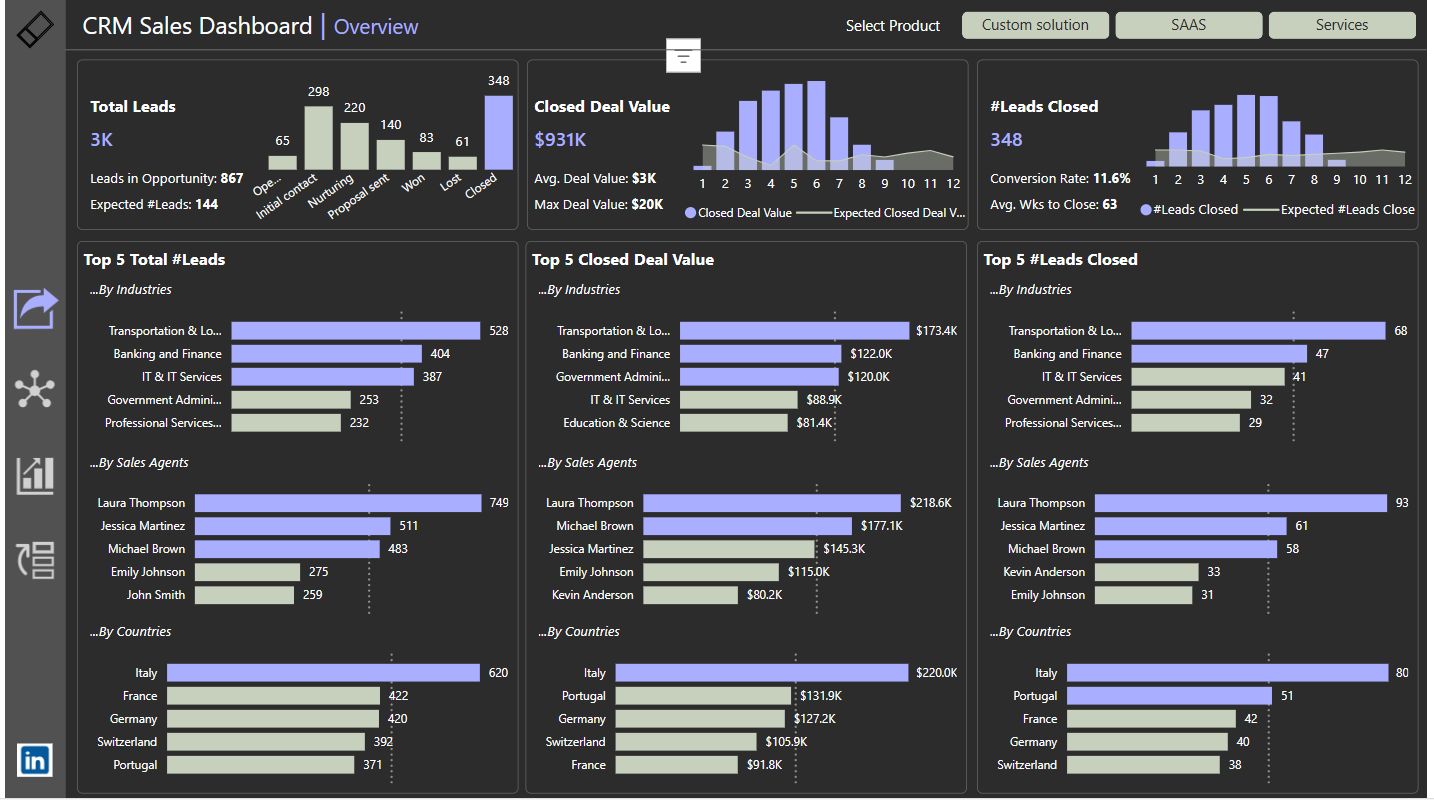 CRM Sales Dashboard | Overview
Select Product
Custom solution
SAAS
Services
Total Leads
3K
Leads in Opportunity: 867
Expected #Leads: 144
65
298
220
140
83
61
348
Ope...
Initial contact
Nurturing
Proposal sent
Won
Lost
Closed
Closed Deal Value
$931K
Avg. Deal Value: $3K
Max Deal Value: $20K
1 2 3 4 5 6 7 8 9 10 11 12
Closed Deal Value
Expected Closed Deal V...
#Leads Closed
348
Conversion Rate: 11.6%
Avg. Wks to Close: 63
1 2 3 4 5 6 7 8 9 10 11 12
#Leads Closed
Expected #Leads Close
Top 5 Total #Leads
...By Industries
Transportation & Lo... 528
Banking and Finance 404
IT & IT Services 387
Government Admini... 253
Professional Services... 232
...By Sales Agents
Laura Thompson 749
Jessica Martinez 511
Michael Brown 483
Emily Johnson 275
John Smith 259
...By Countries
Italy 620
France 422
Germany 420
Switzerland 392
Portugal 371
Top 5 Closed Deal Value
...By Industries
Transportation & Lo... $173.4K
Banking and Finance $122.0K
Government Admini... $120.0K
IT & IT Services $88.9K
Education & Science $81.4K
...By Sales Agents
Laura Thompson $218.6K
Michael Brown $177.1K
Jessica Martinez $145.3K
Emily Johnson $115.0K
Kevin Anderson $80.2K
...By Countries
Italy $220.0K
Portugal $131.9K
Germany $127.2K
Switzerland $105.9K
France $91.8K
Top 5 #Leads Closed
...By Industries
Transportation & Lo... 68
Banking and Finance 47
IT & IT Services 41
Government Admini... 32
Professional Services... 29
...By Sales Agents
Laura Thompson 93
Jessica Martinez 61
Michael Brown 58
Kevin Anderson 33
Emily Johnson 31
...By Countries
Italy 80
Portugal 51
France 42
Germany 40
Switzerland 38
in